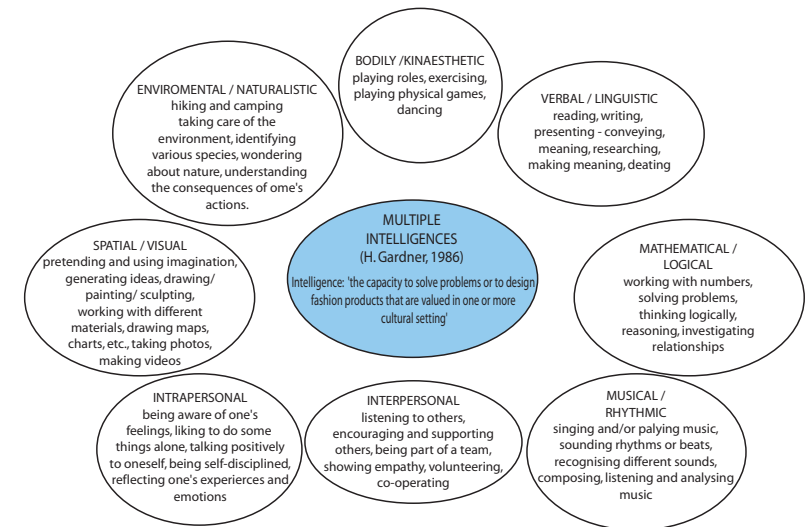 BODILY /KINAESTHETIC
playing roles, exercising,
playing physical games,
dancing
ENVIROMENTAL / NATURALISTIC
hiking and camping
taking care of the
environment, identifying
various species, wondering
about nature, understanding
the consequences of ome's
actions.
VERBAL / LINGUISTIC
reading, writing,
presenting - conveying,
meaning, researching,
making meaning, deating
MULTIPLE
INTELLIGENCES
(H. Gardner, 1986)
Intelligence: 'the capacity to solve problems or to design
fashion products that are valued in one or more
cultural setting'
SPATIAL / VISUAL
pretending and using imagination,
generating ideas, drawing/
painting/ sculpting,
working with different
materials, drawing maps,
charts, etc., taking photos,
making videos
MATHEMATICAL /
LOGICAL
working with numbers,
solving problems,
thinking logically,
reasoning, investigating
relationships
INTRAPERSONAL
being aware of one's
feelings, liking to do some
things alone, talking positively
to oneself, being self-disciplined,
reflecting one's experierces and
emotions
INTERPERSONAL
listening to others,
encouraging and supporting
others, being part of a team,
showing empathy, volunteering,
co-operating
MUSICAL /
RHYTHMIC
singing and/or palying music,
sounding rhythms or beats,
recognising different sounds,
composing, listening and analysing
music